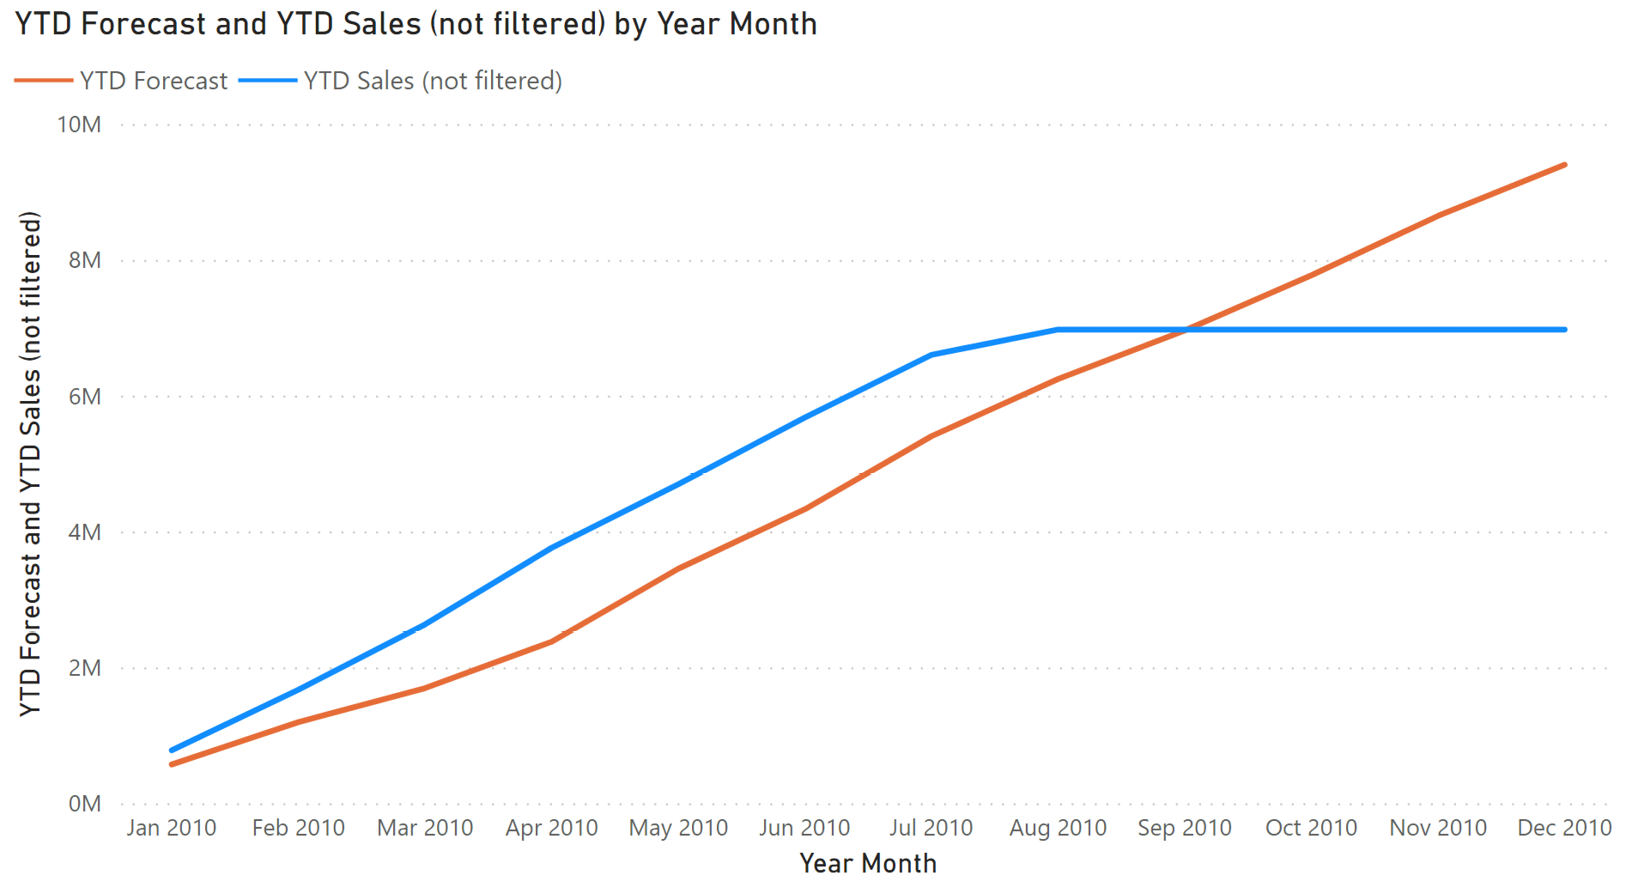 YTD Forecast and YTD Sales (not filtered) by Year Month
YTD Forecast YTD Sales (not filtered)
YTD Forecast and YTD Sales (not filtered)
10M
8M
6M
4M
2M
0M
Jan 2010 Feb 2010 Mar 2010 Apr 2010 May 2010 Jun 2010 Jul 2010 Aug 2010 Sep 2010 Oct 2010 Nov 2010 Dec 2010
Year Month